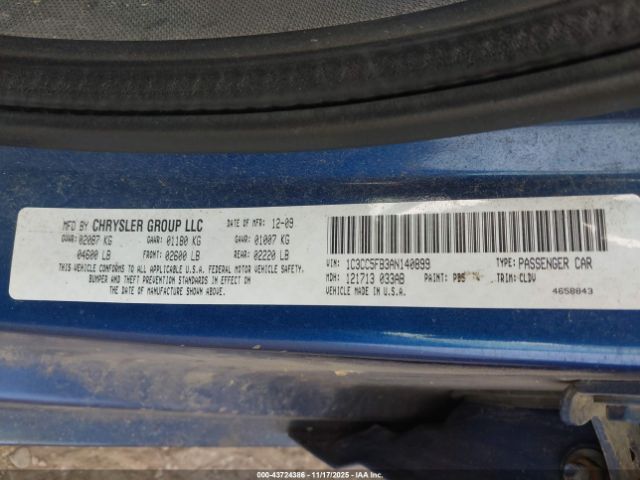 MFD BY CHRYSLER GROUP LLC DATE OF MFR: 12-09
GVWR: 02087 KG GAWR: 01180 KG GAWR: 01007 KG
04600 LB FRONT: 02600 LB REAR: 02220 LB
THIS VEHICLE CONFORMS TO ALL APPLICABLE U.S.A. FEDERAL MOTOR VEHICLE SAFETY,
BUMPER AND THEFT PREVENTION STANDARDS IN EFFECT ON
THE DATE OF MANUFACTURE SHOWN ABOVE.
VIN: 1C3CC5FB3AN140899 TYPE: PASSENGER CAR
MDH: 121713 033AB PAINT: PBS TRIM: CLDV
VEHICLE MADE IN U.S.A. 4658843
© 43724386 - 11/17/2025 - IAA Inc.